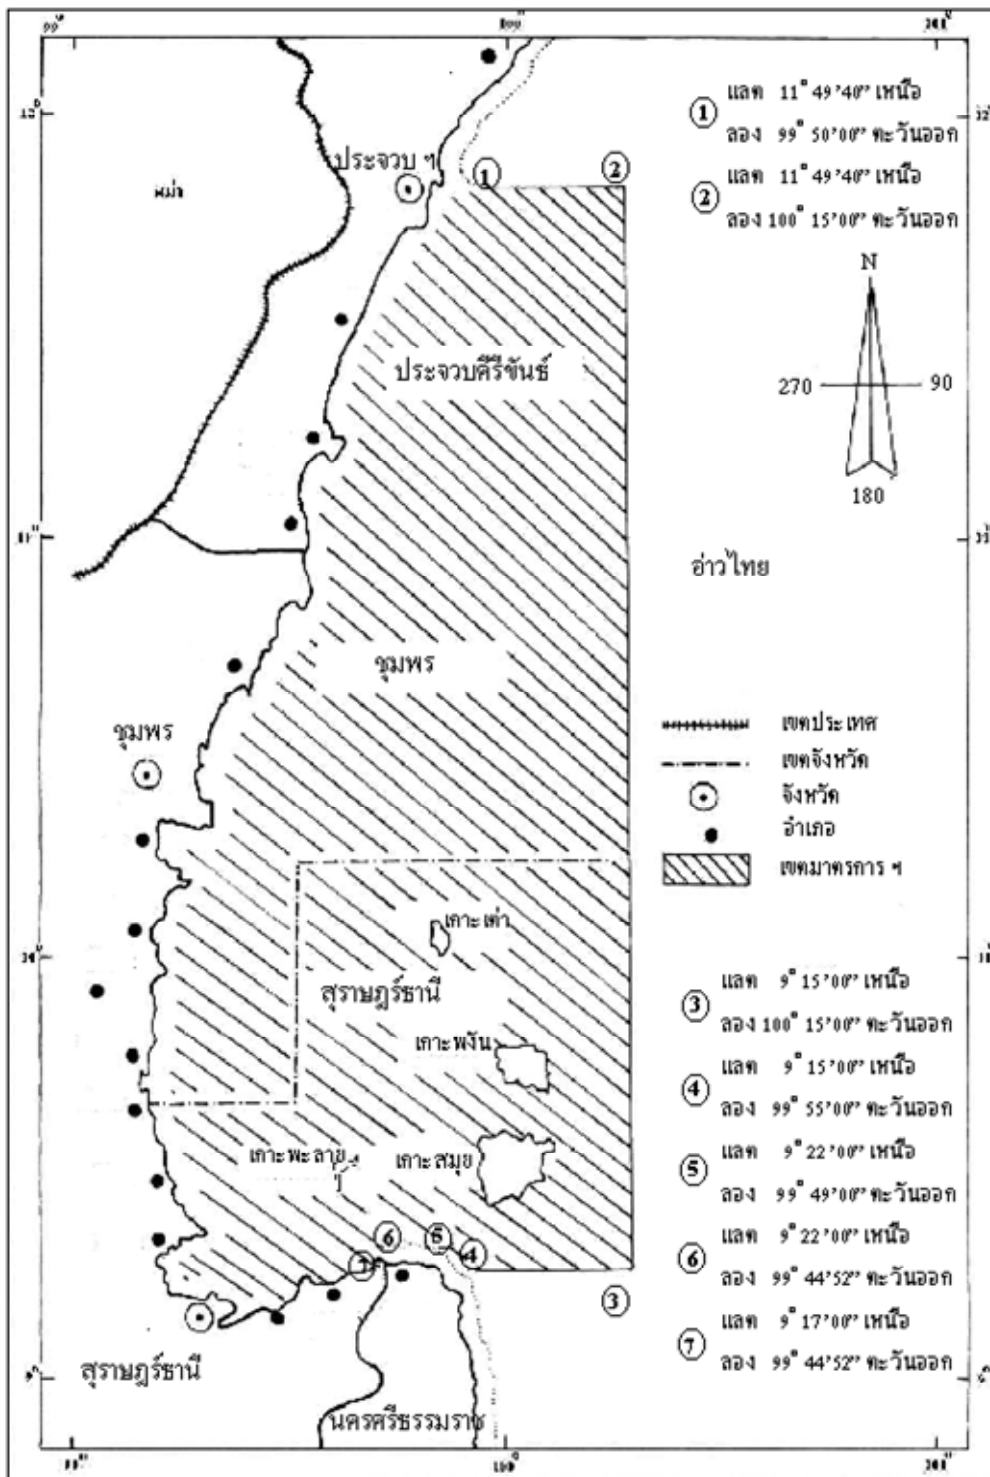 99°
100°
101°
12°
แลต 11° 49'40" เหนือ
① ลอง 99° 50'00" ตะวันออก
แลต 11° 49'40" เหนือ
② ลอง 100° 15'00" ตะวันออก
ประจวบ ฯ
พม่า
①
②
N
270
90
180
ประจวบคีรีขันธ์
11°
อ่าวไทย
ชุมพร
ชุมพร
เขตประเทศ
เขตจังหวัด
จังหวัด
อำเภอ
เขตมาตรการ ฯ
เกาะเต่า
10°
สุราษฎร์ธานี
เกาะพงัน
แลต 9° 15'00" เหนือ
③ ลอง 100° 15'00" ตะวันออก
แลต 9° 15'00" เหนือ
④ ลอง 99° 55'00" ตะวันออก
แลต 9° 22'00" เหนือ
⑤ ลอง 99° 49'00" ตะวันออก
แลต 9° 22'00" เหนือ
⑥ ลอง 99° 44'52" ตะวันออก
แลต 9° 17'00" เหนือ
⑦ ลอง 99° 44'52" ตะวันออก
เกาะพะลาย
เกาะสมุย
⑥
⑤
④
⑦
③
9°
สุราษฎร์ธานี
นครศรีธรรมราช
99°
100°
101°